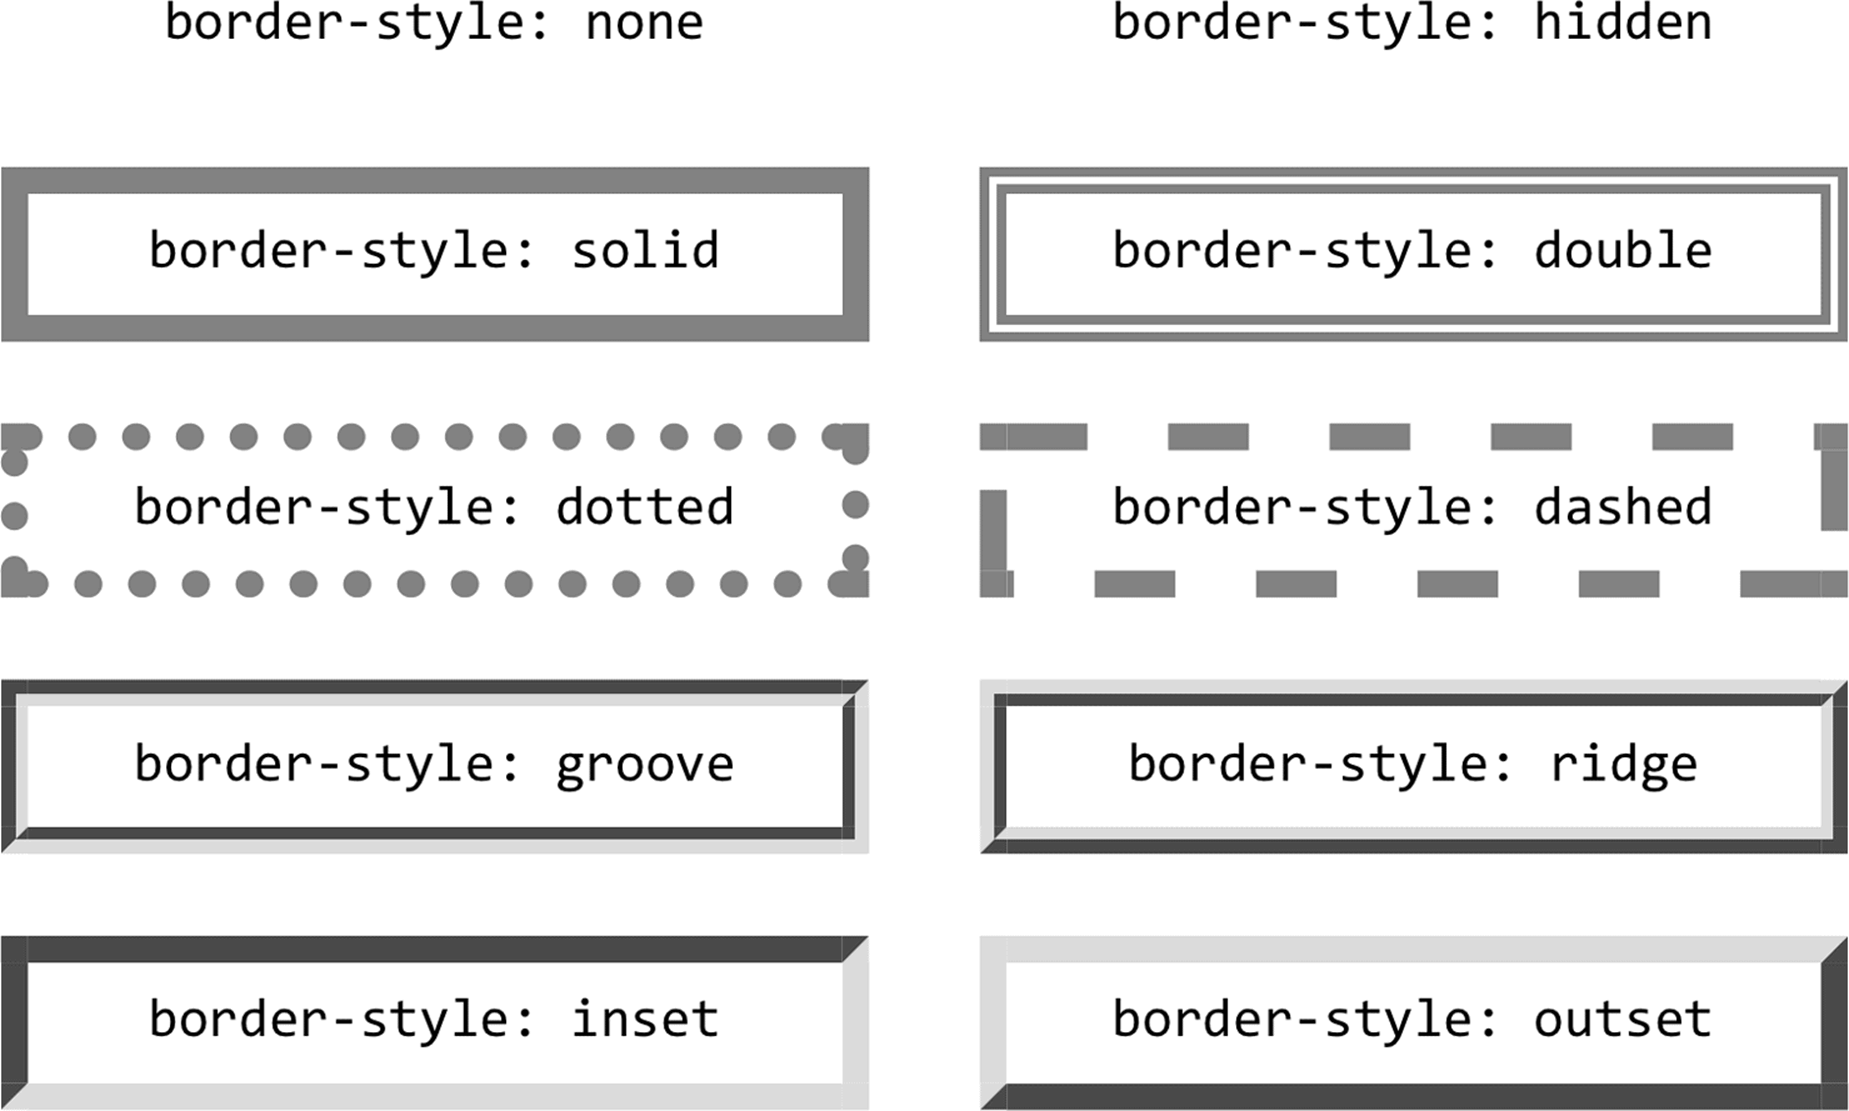 border-style: none
border-style: hidden
border-style: solid
border-style: double
border-style: dotted
border-style: dashed
border-style: groove
border-style: ridge
border-style: inset
border-style: outset